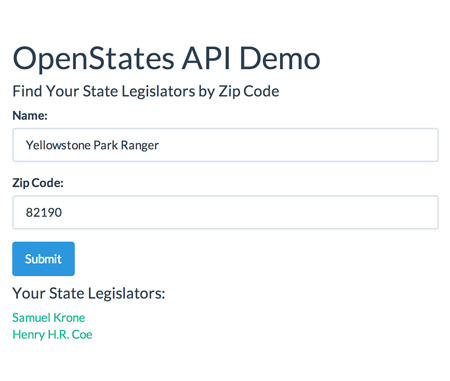 OpenStates API Demo
Find Your State Legislators by Zip Code
Name:
Yellowstone Park Ranger
Zip Code:
82190
Submit
Your State Legislators:
Samuel Krone
Henry H.R. Coe